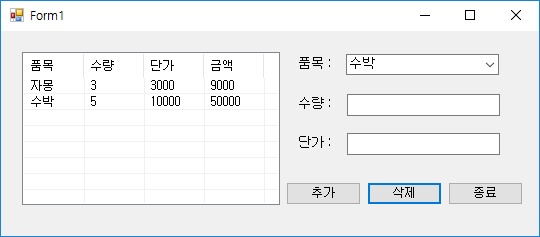 Form1
품목 수량 단가 금액
자몽 3 3000 9000
수박 5 10000 50000
품목 : 수박
수량 :
단가 :
추가 삭제 종료